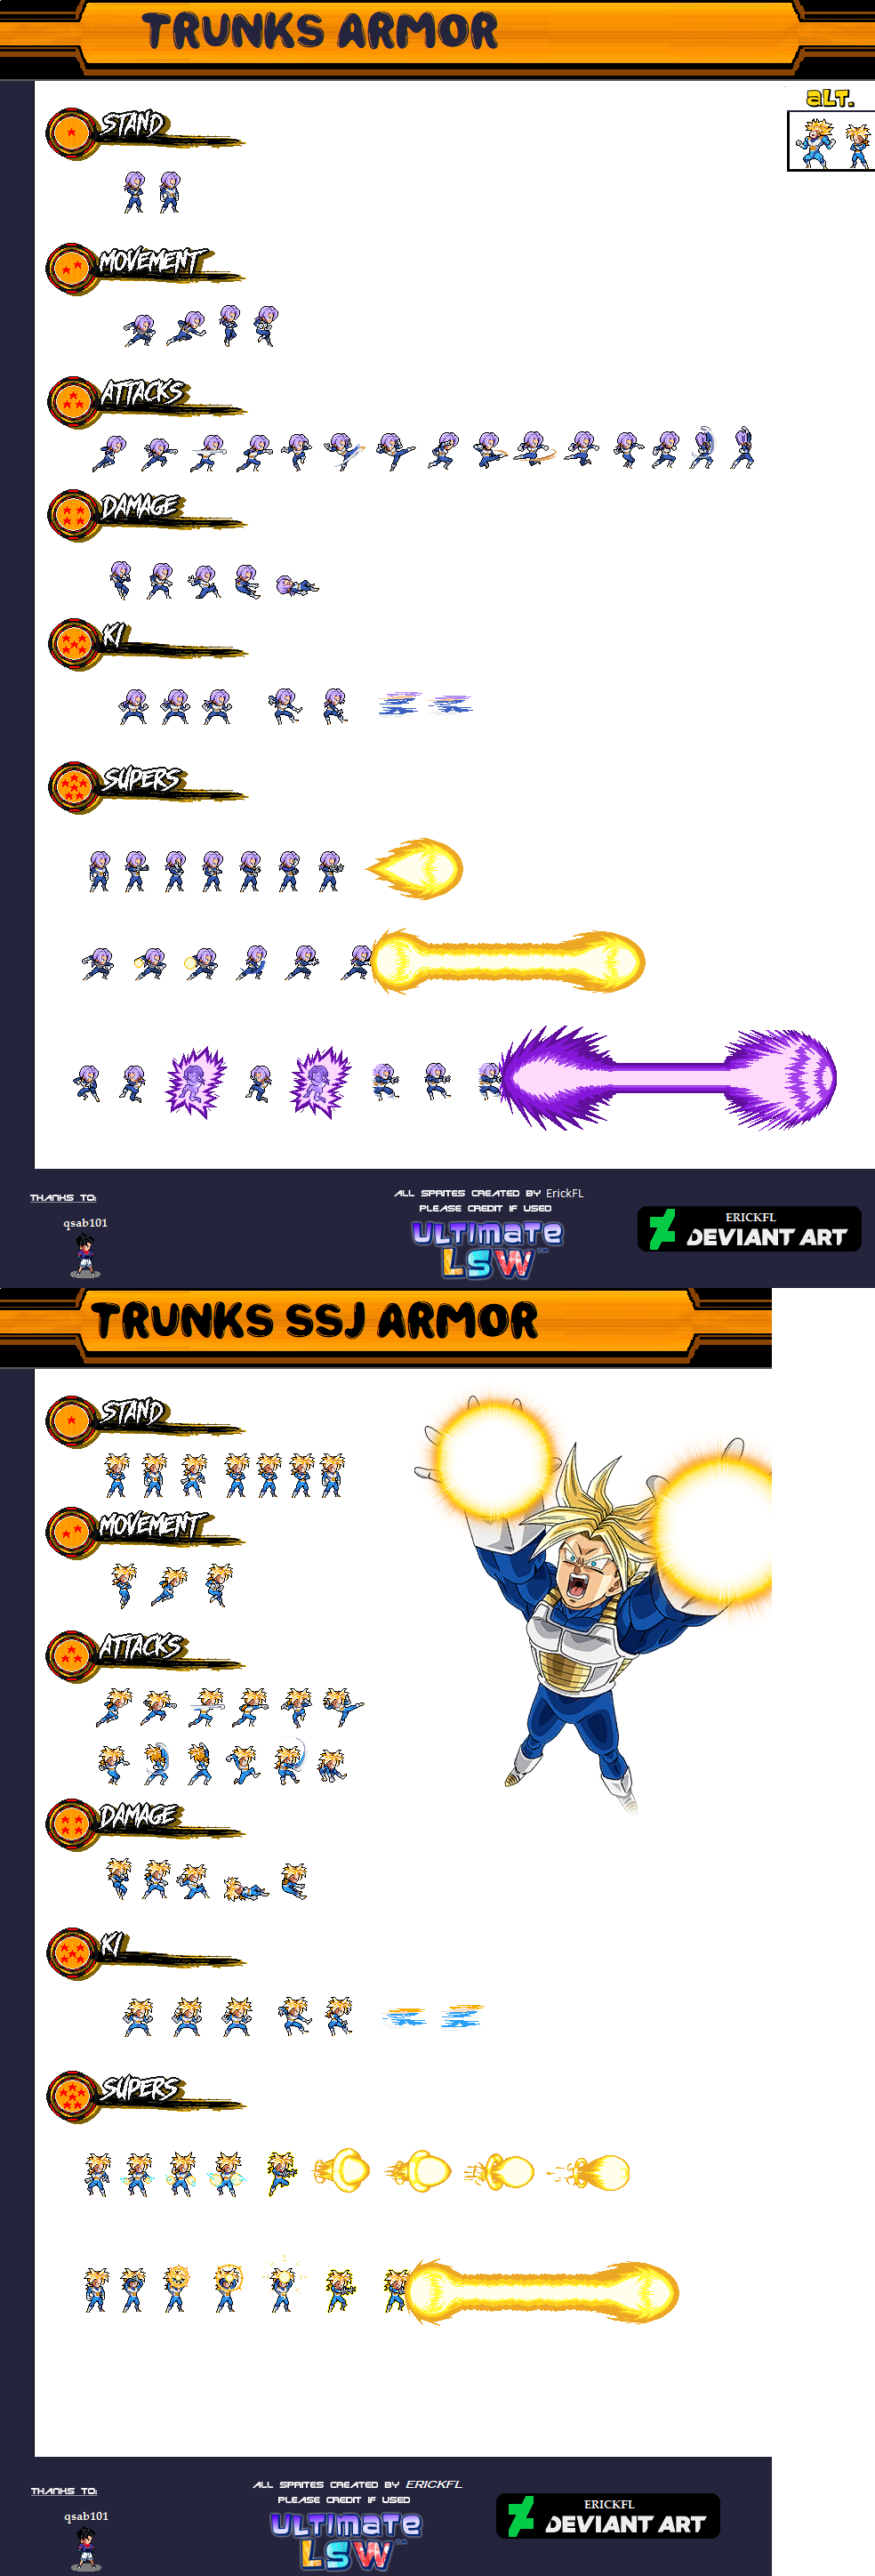 TRUNKS ARMOR
ALT.
STAND
MOVEMENT
ATTACKS
DAMAGE
KI
SUPERS
THANKS TO:
qsab101
ALL SPRITES CREATED BY ErickFL
PLEASE CREDIT IF USED
ULTIMATE
LSW™
ERICKFL
DEVIANT ART
TRUNKS SSJ ARMOR
STAND
MOVEMENT
ATTACKS
DAMAGE
KI
SUPERS
THANKS TO:
qsab101
ALL SPRITES CREATED BY ERICKFL
PLEASE CREDIT IF USED
ULTIMATE
LSW™
ERICKFL
DEVIANT ART